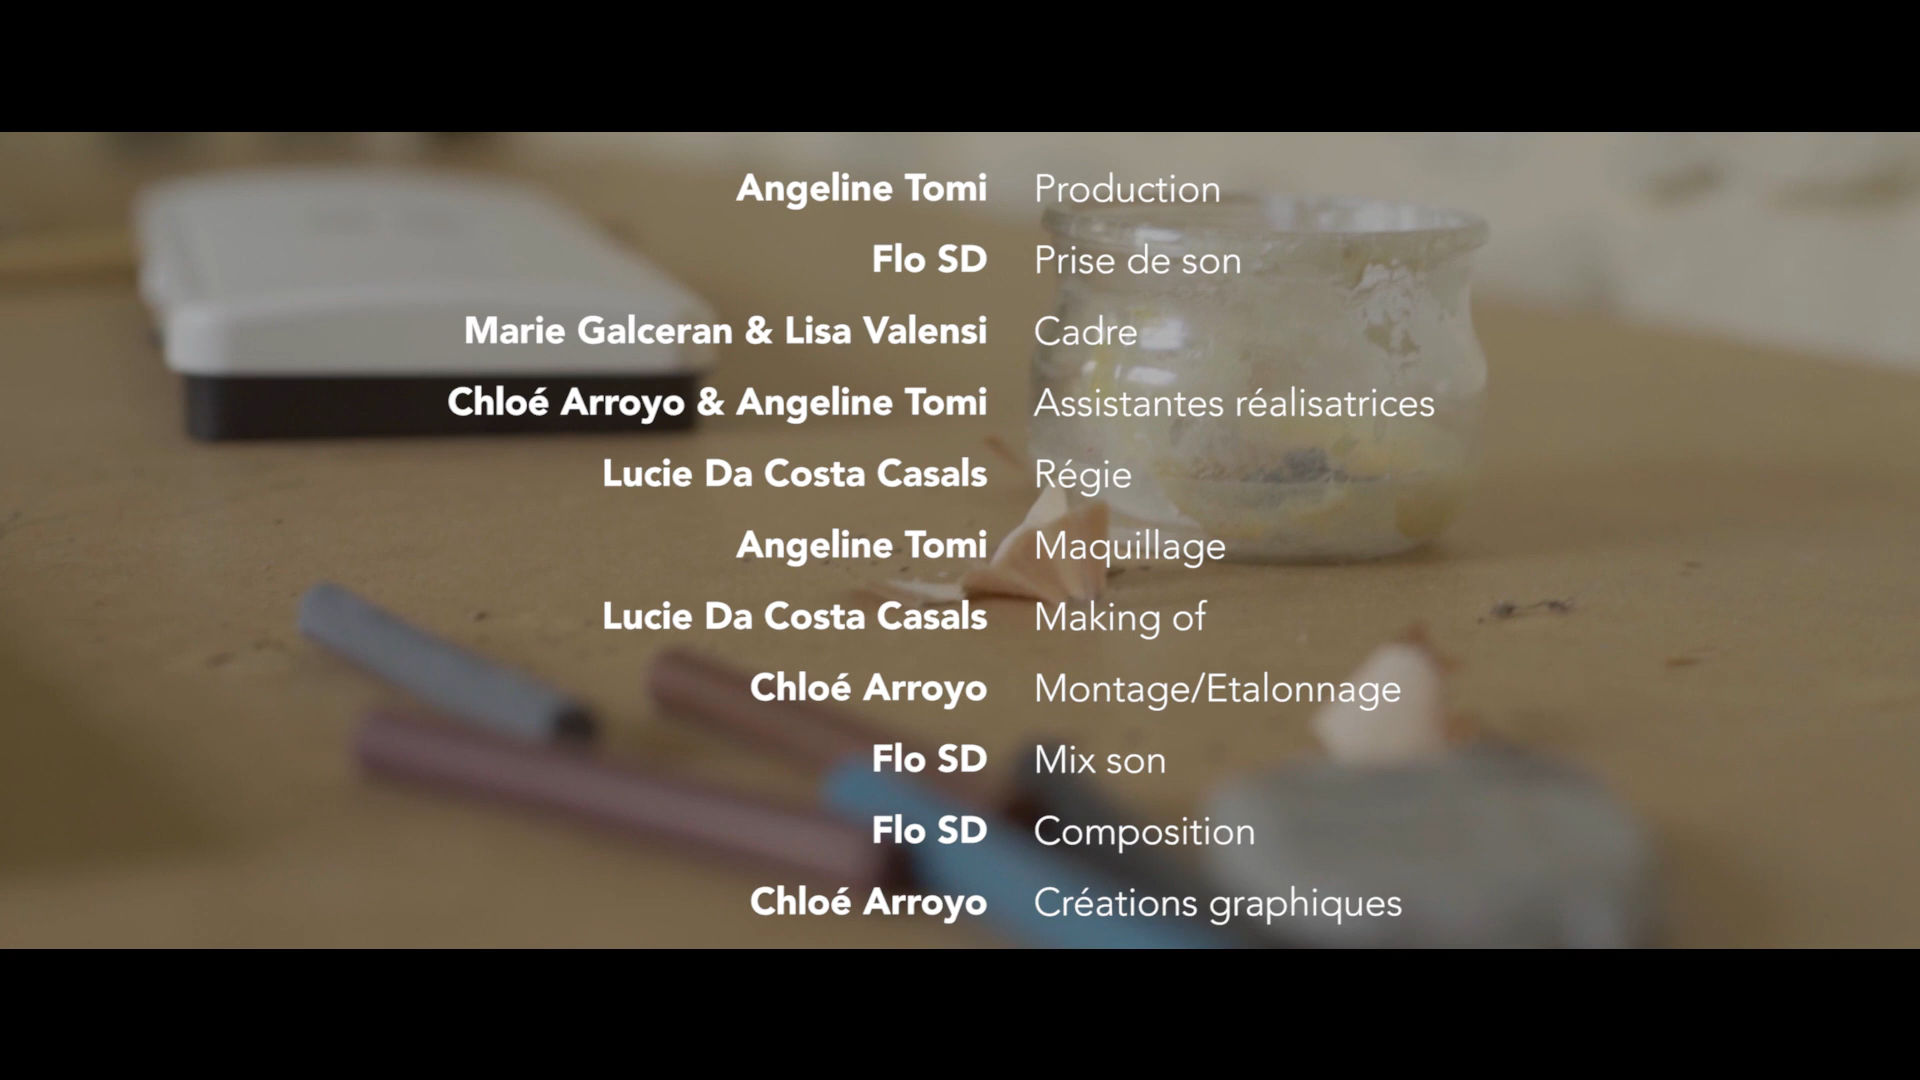 Angeline Tomi Production
Flo SD Prise de son
Marie Galceran & Lisa Valensi Cadre
Chloé Arroyo & Angeline Tomi Assistantes réalisatrices
Lucie Da Costa Casals Régie
Angeline Tomi Maquillage
Lucie Da Costa Casals Making of
Chloé Arroyo Montage/Etalonnage
Flo SD Mix son
Flo SD Composition
Chloé Arroyo Créations graphiques